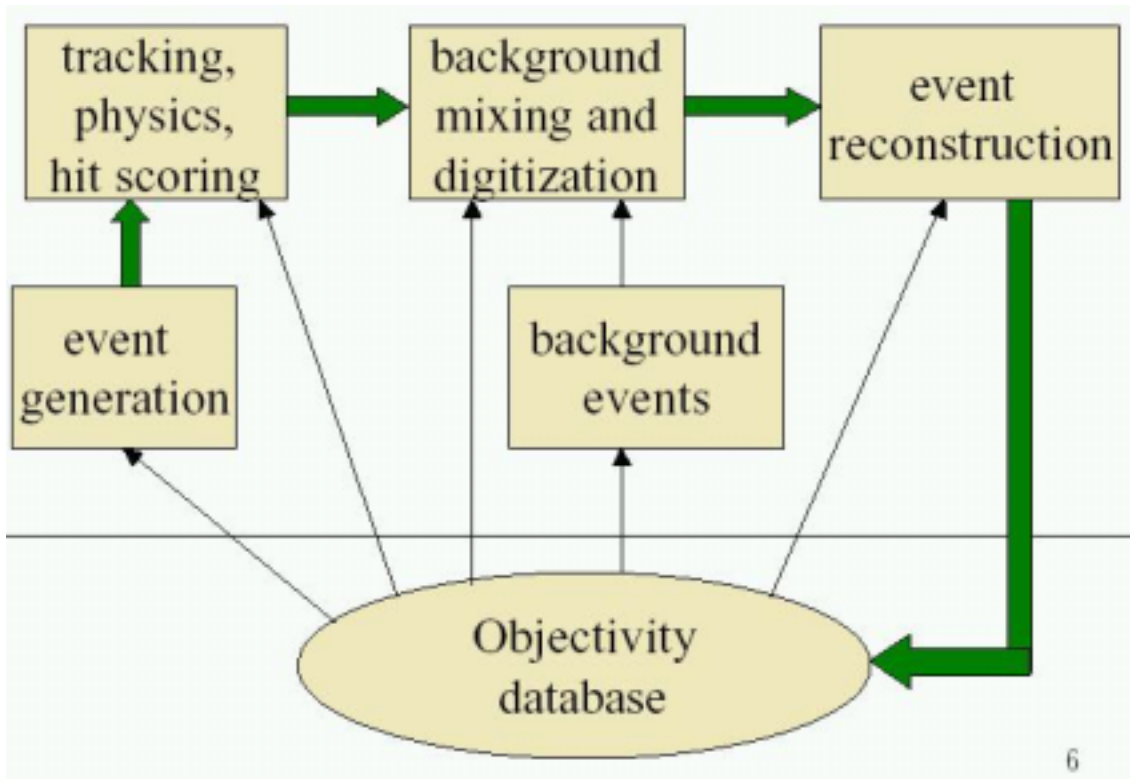 tracking,
physics,
hit scoring
background
mixing and
digitization
event
reconstruction
event
generation
background
events
Objectivity
database
6